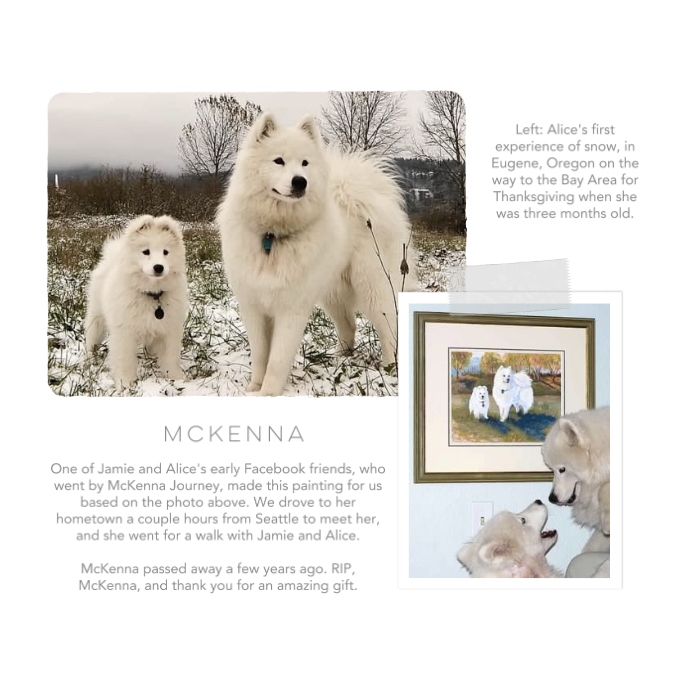 Left: Alice's first
experience of snow, in
Eugene, Oregon on the
way to the Bay Area for
Thanksgiving when she
was three months old.
MCKENNA
One of Jamie and Alice's early Facebook friends, who
went by McKenna Journey, made this painting for us
based on the photo above. We drove to her
hometown a couple hours from Seattle to meet her,
and she went for a walk with Jamie and Alice.
McKenna passed away a few years ago. RIP,
McKenna, and thank you for an amazing gift.